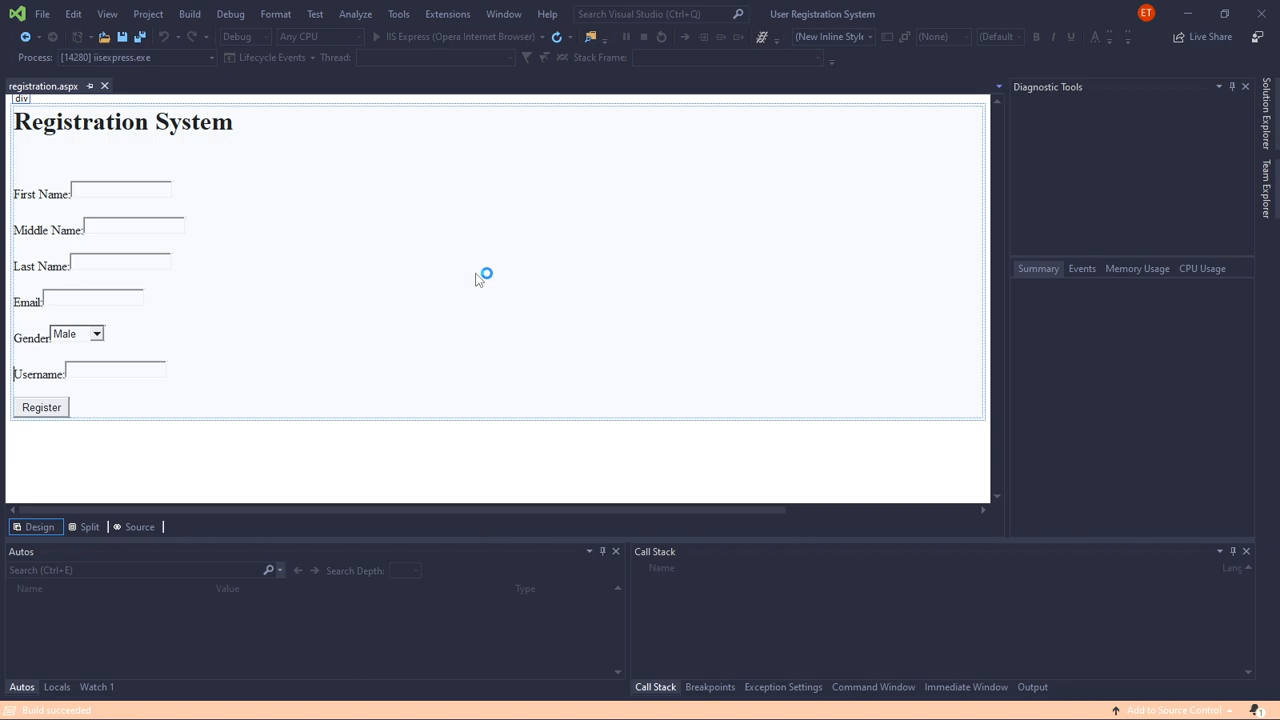 File Edit View Project Build Debug Format Test Analyze Tools Extensions Window Help Search Visual Studio (Ctrl+Q) User Registration System ET
Debug Any CPU IIS Express (Opera Internet Browser) (New Inline Style (None) (Default A B I U Live Share
Process: [14280] iisexpress.exe Lifecycle Events Thread: Stack Frame:
registration.aspx
div
Registration System
First Name:
Middle Name:
Last Name:
Email:
Gender Male
Username:
Register
Diagnostic Tools
Summary Events Memory Usage CPU Usage
Solution Explorer
Team Explorer
Design Split Source
Autos
Search (Ctrl+E) Search Depth:
Name Value Type
Autos Locals Watch 1
Call Stack
Name Lang
Call Stack Breakpoints Exception Settings Command Window Immediate Window Output
Build succeeded Add to Source Control 1